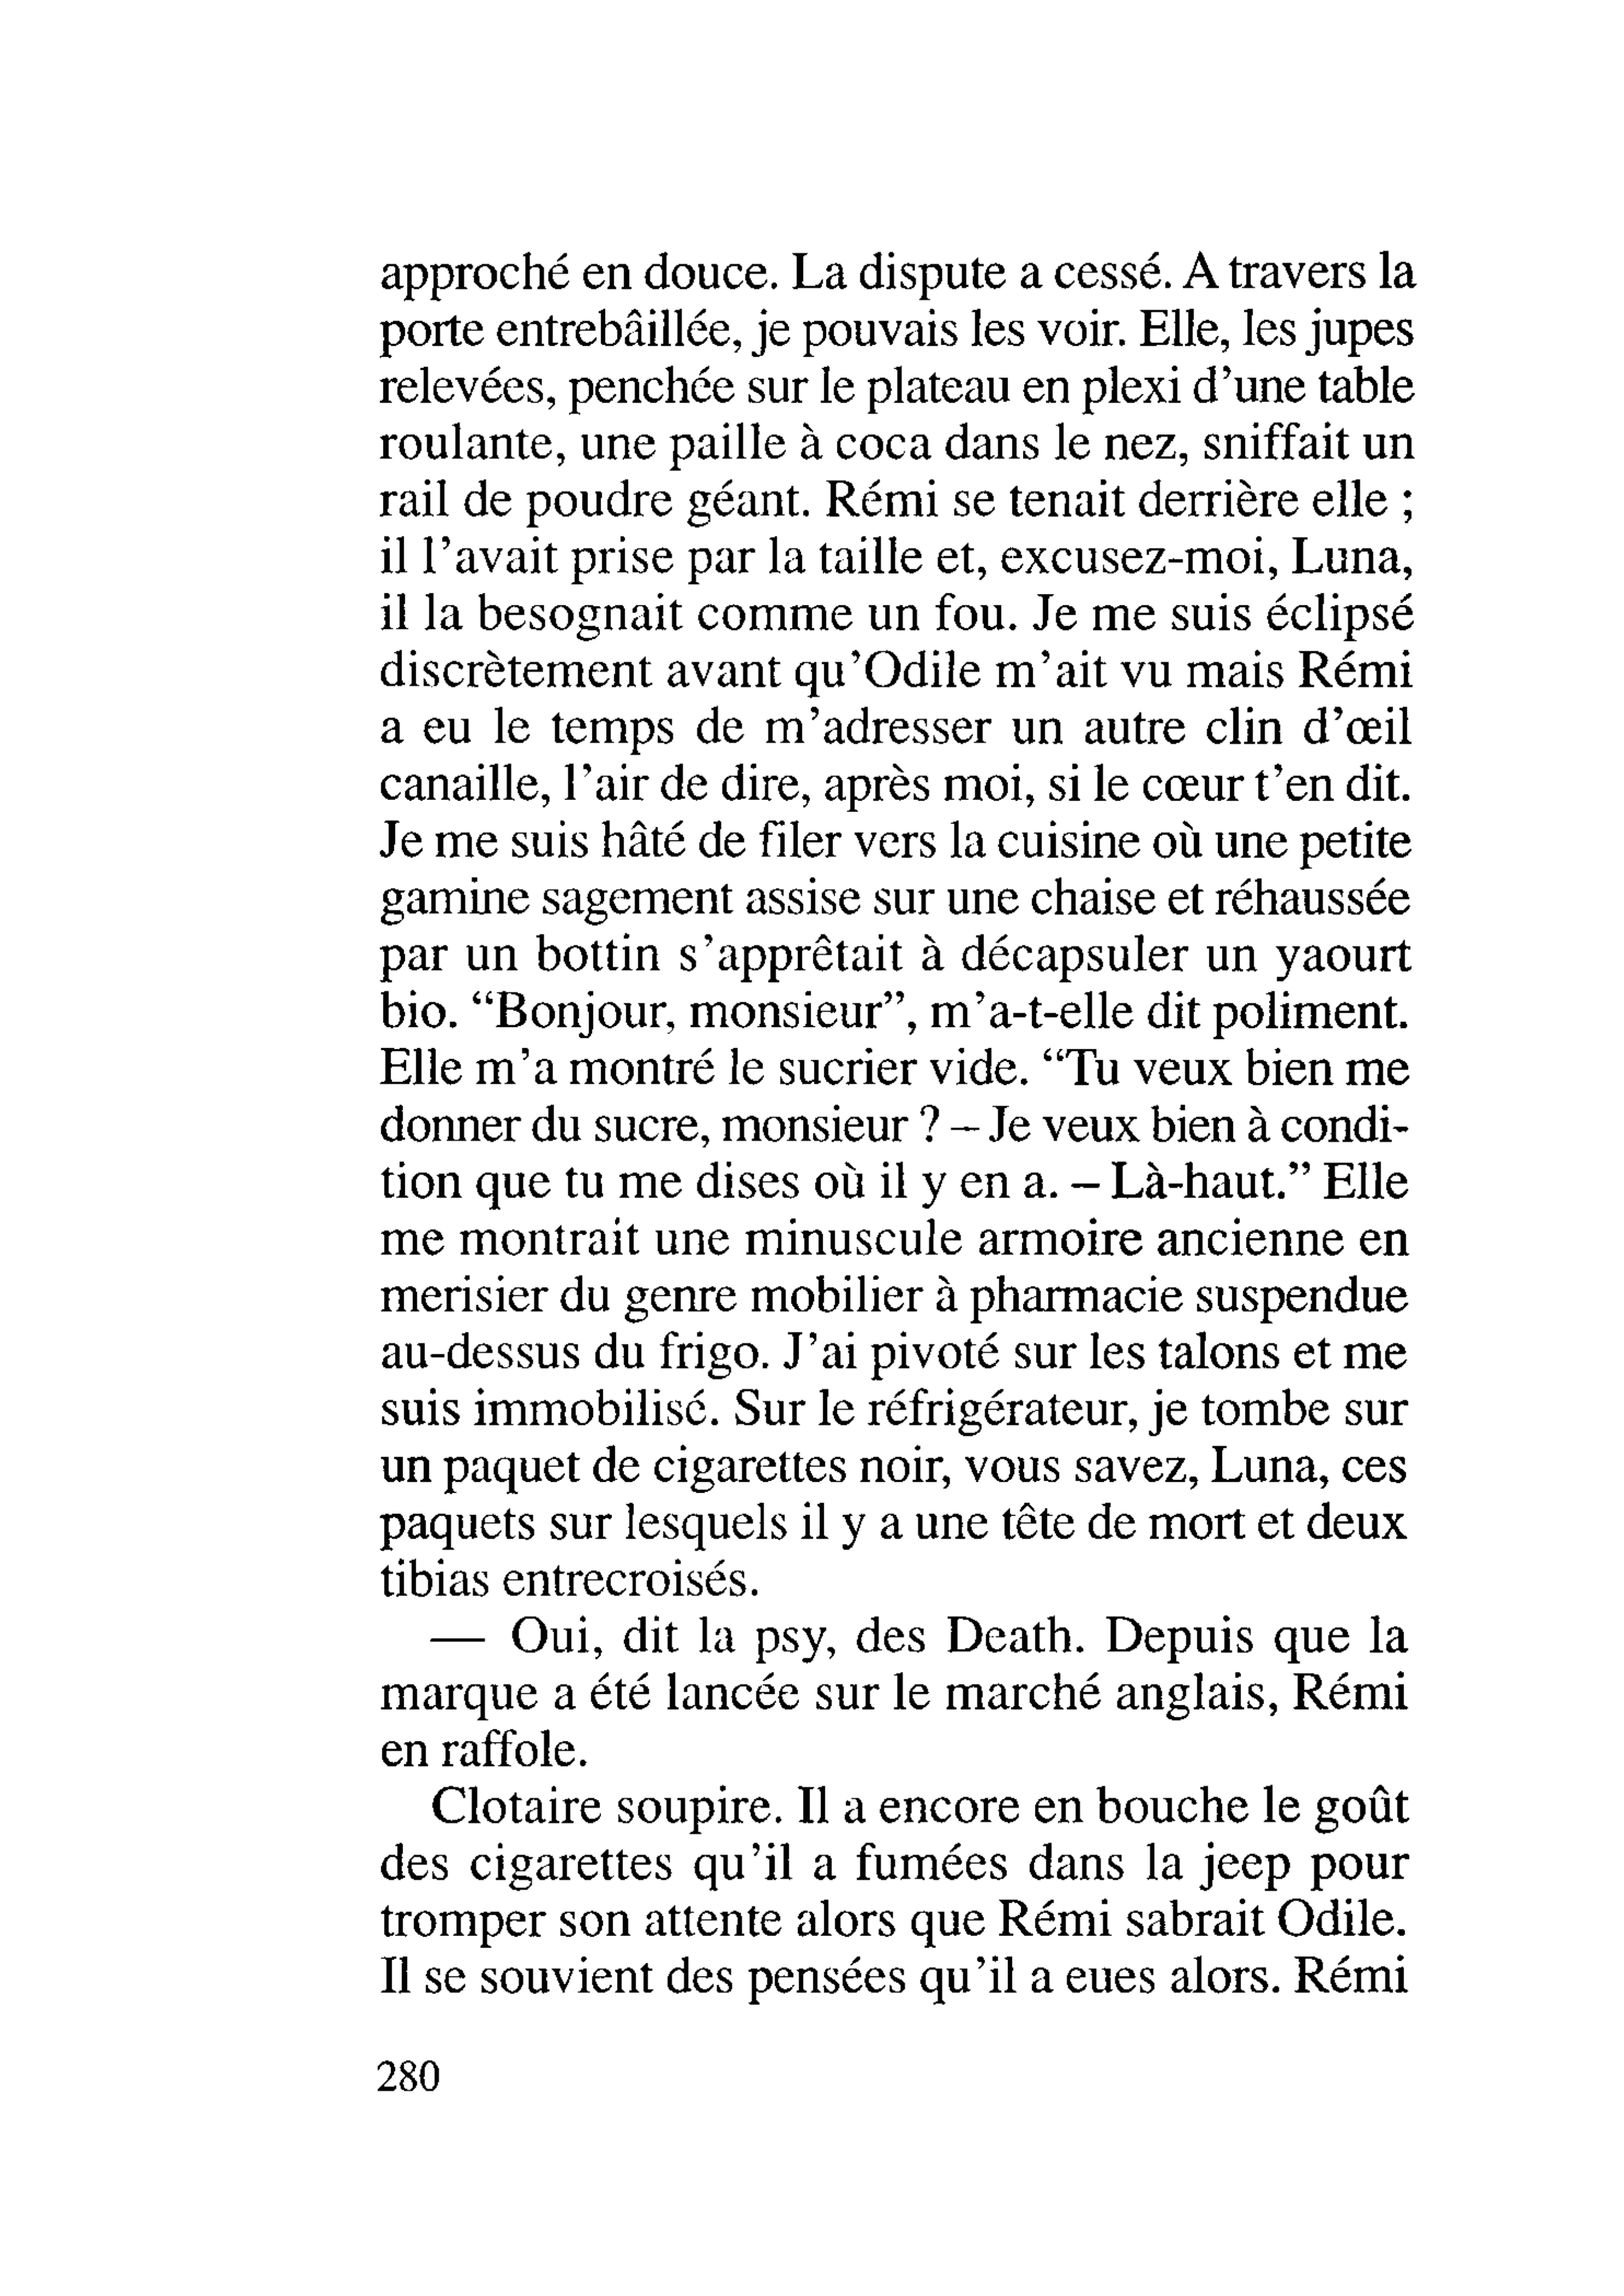 approché en douce. La dispute a cessé. A travers la
porte entrebâillée, je pouvais les voir. Elle, les jupes
relevées, penchée sur le plateau en plexi d'une table
roulante, une paille à coca dans le nez, sniffait un
rail de poudre géant. Rémi se tenait derrière elle ;
il l'avait prise par la taille et, excusez-moi, Luna,
il la besognait comme un fou. Je me suis éclipsé
discrètement avant qu'Odile m'ait vu mais Rémi
a eu le temps de m'adresser un autre clin d'œil
canaille, l'air de dire, après moi, si le cœur t'en dit.
Je me suis hâté de filer vers la cuisine où une petite
gamine sagement assise sur une chaise et réhaussée
par un bottin s'apprêtait à décapsuler un yaourt
bio. “Bonjour, monsieur”, m'a-t-elle dit poliment.
Elle m'a montré le sucrier vide. “Tu veux bien me
donner du sucre, monsieur ? – Je veux bien à condi-
tion que tu me dises où il y en a. – Là-haut.” Elle
me montrait une minuscule armoire ancienne en
merisier du genre mobilier à pharmacie suspendue
au-dessus du frigo. J'ai pivoté sur les talons et me
suis immobilisé. Sur le réfrigérateur, je tombe sur
un paquet de cigarettes noir, vous savez, Luna, ces
paquets sur lesquels il y a une tête de mort et deux
tibias entrecroisés.
— Oui, dit la psy, des Death. Depuis que la
marque a été lancée sur le marché anglais, Rémi
en raffole.
Clotaire soupire. Il a encore en bouche le goût
des cigarettes qu'il a fumées dans la jeep pour
tromper son attente alors que Rémi sabrait Odile.
Il se souvient des pensées qu'il a eues alors. Rémi
280